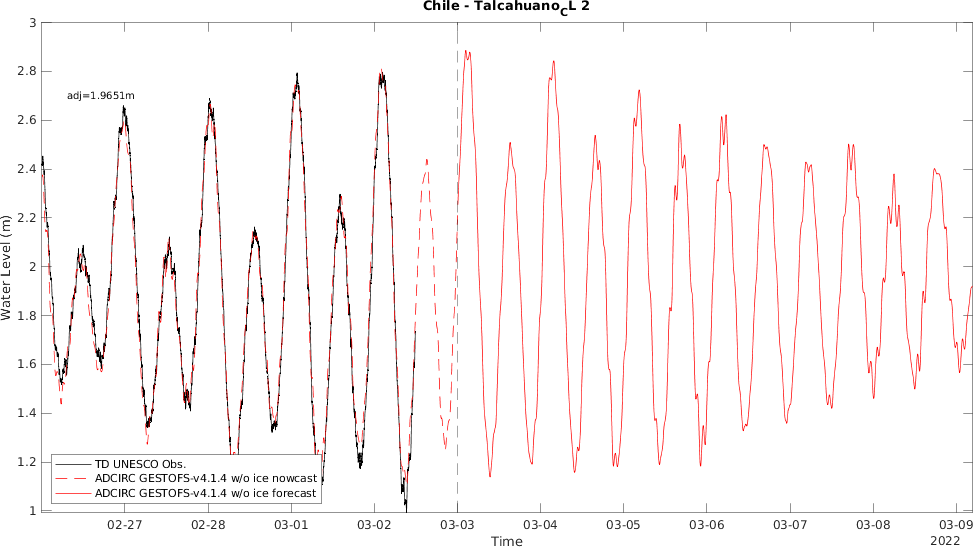 Chile - Talcahuano_CL 2
3
2.8
2.6
2.4
2.2
2
1.8
1.6
1.4
1.2
1
Water Level (m)
adj=1.9651m
TD UNESCO Obs.
ADCIRC GESTOFS-v4.1.4 w/o ice nowcast
ADCIRC GESTOFS-v4.1.4 w/o ice forecast
02-27 02-28 03-01 03-02 03-03 03-04 03-05 03-06 03-07 03-08 03-09
Time
2022